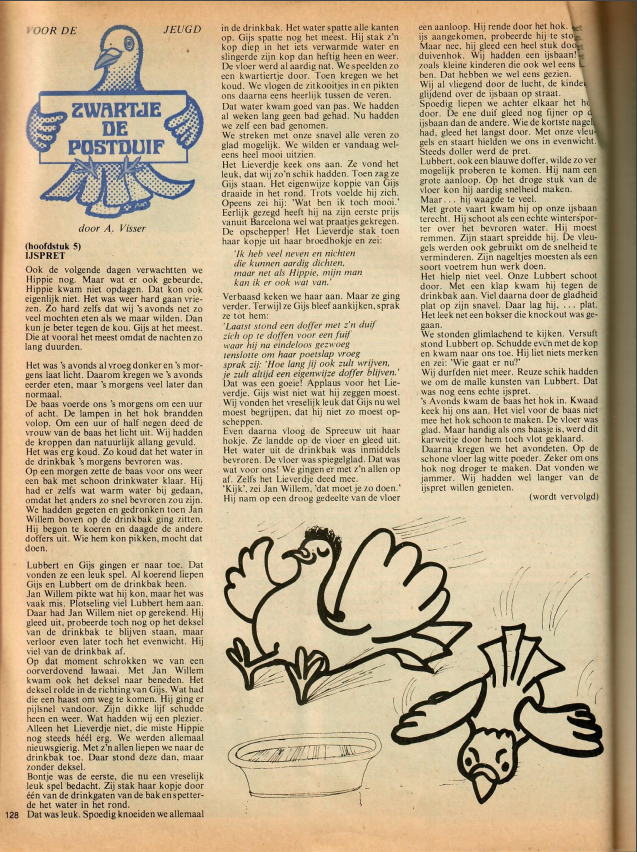 VOOR DE JEUGD
ZWARTJE
DE
POSTDUIF
door A. Visser
(hoofdstuk 5)
IJSPRET
Ook de volgende dagen verwachtten we
Hippie nog. Maar wat er ook gebeurde,
Hippie kwam niet opdagen. Dat kon ook
eigenlijk niet. Het was weer hard gaan vrie-
zen. Zo hard zelfs dat wij 's avonds net zo
veel mochten eten als we maar wilden. Dan
kun je beter tegen de kou. Gijs at het meest.
Die at vooral het meest omdat de nachten zo
lang duurden.
Het was 's avonds al vroeg donker en 's mor-
gens laat licht. Daarom kregen we 's avonds
eerder eten, maar 's morgens veel later dan
normaal.
De baas voerde ons 's morgens om een uur
of acht. De lampen in het hok brandden
volop. Om een uur of half negen deed de
vrouw van de baas het licht uit. Wij hadden
de kroppen dan natuurlijk allang gevuld.
Het was erg koud. Zo koud dat het water in
de drinkbak 's morgens bevroren was.
Op een morgen zette de baas voor ons weer
een bak met schoon drinkwater klaar. Hij
had er zelfs wat warm water bij gedaan,
omdat het anders zo snel bevroren zou zijn.
We hadden gegeten en gedronken toen Jan
Willem boven op de drinkbak ging zitten.
Hij begon te koeren en daagde de andere
doffers uit. Wie hem kon pikken, mocht dat
doen.
Lubbert en Gijs gingen er naar toe. Dat
vonden ze een leuk spel. Al koerend liepen
Gijs en Lubbert om de drinkbak heen.
Jan Willem pikte wat hij kon, maar het was
vaak mis. Plotseling viel Lubbert hem aan.
Daar had Jan Willem niet op gerekend. Hij
gleed uit, probeerde toch nog op het deksel
van de drinkbak te blijven staan, maar
verloor even later toch het evenwicht. Hij
viel van de drinkbak af.
Op dat moment schrokken we van een
oorverdovend lawaai. Met Jan Willem
kwam ook het deksel naar beneden. Het
deksel rolde in de richting van Gijs. Wat had
die een haast om weg te komen. Hij ging er
pijlsnel vandoor. Zijn dikke lijf schudde
heen en weer. Wat hadden wij een plezier.
Alleen het Lieverdje niet, die miste Hippie
nog steeds héél erg. We werden allemaal
nieuwsgierig. Met z'n allen liepen we naar de
drinkbak toe. Daar stond deze dan, maar
zonder deksel.
Bontje was de eerste, die nu een vreselijk
leuk spel bedacht. Zij stak haar kopje door
één van de drinkgaten van de bak en spetter-
de het water in het rond.
Dat was leuk. Spoedig knoeiden we allemaal
128
in de drinkbak. Het water spatte alle kanten
op. Gijs spatte nog het meest. Hij stak z'n
kop diep in het iets verwarmde water en
slingerde zijn kop dan heftig heen en weer.
De vloer werd al aardig nat. We speelden zo
een kwartiertje door. Toen kregen we het
koud. We vlogen de zitkooitjes in en pikten
ons daarna eens heerlijk tussen de veren.
Dat water kwam goed van pas. We hadden
al weken lang geen bad gehad. Nu hadden
we zelf een bad genomen.
We streken met onze snavel alle veren zo
glad mogelijk. We wilden er vandaag wel-
eens heel mooi uitzien.
Het Lieverdje keek ons aan. Ze vond het
leuk, dat wij zo'n schik hadden. Toen zag ze
Gijs staan. Het eigenwijze koppie van Gijs
draaide in het rond. Trots voelde hij zich.
Opeens zei hij: 'Wat ben ik toch mooi.'
Eerlijk gezegd heeft hij na zijn eerste prijs
vanuit Barcelona wel wat praatjes gekregen.
De opschepper! Het Lieverdje stak toen
haar kopje uit haar broedhokje en zei:
'Ik heb veel neven en nichten
die kunnen aardig dichten,
maar net als Hippie, mijn man
kan ik er ook wat van.'
Verbaasd keken we haar aan. Maar ze ging
verder. Terwijl ze Gijs bleef aankijken, sprak
ze tot hem:
'Laatst stond een doffer met z'n duif
zich op te doffen voor een fuif
waar hij na eindeloos gezwoeg
tenslotte om haar poetslap vroeg
sprak zij: 'Hoe lang hij ook zult wrijven,
je zult altijd een eigenwijze doffer blijven.'
Dat was een goeie! Applaus voor het Lie-
verdje. Gijs wist niet wat hij zeggen moest.
Wij vonden het vreselijk leuk dat Gijs nu wel
moest begrijpen, dat hij niet zo moest op-
scheppen.
Even daarna vloog de Spreeuw uit haar
hokje. Ze landde op de vloer en gleed uit.
Het water uit de drinkbak was inmiddels
bevroren. De vloer was spiegelglad. Dat was
wat voor ons! We gingen er met z'n allen op
af. Zelfs het Lieverdje deed mee.
'Kijk', zei Jan Willem, 'dat moet je zo doen.'
Hij nam op een droog gedeelte van de vloer
een aanloop. Hij rende door het hok.
ijs aangekomen, probeerde hij te
Maar nee, hij gleed een heel stuk
duivenhok. Wij hadden een ijsbaan!
zoals kleine kinderen die ook wel eens
ben. Dat hebben we wel eens gezien.
Wij al vliegend door de lucht, de
glijdend over de ijsbaan op straat.
Spoedig liepen we achter elkaar het
door. De ene duif gleed nog fijner op
ijsbaan dan de andere. Wie de kortste
had, gleed het langst door. Met onze vleu-
gels en staart hielden we ons in evenwicht.
Steeds doller werd de pret.
Lubbert, ook een blauwe doffer, wilde zo ver
mogelijk proberen te komen. Hij nam een
grote aanloop. Op het droge stuk van de
vloer kon hij aardig snelheid maken.
Maar... hij waagde te veel.
Met grote vaart kwam hij op onze ijsbaan
terecht. Hij schoot als een echte winterspor-
ter over het bevroren water. Hij moest
remmen. Zijn staart spreidde hij. De vleu-
gels werden ook gebruikt om de snelheid te
verminderen. Zijn nageltjes moesten als een
soort voetrem hun werk doen.
Het hielp niet veel. Onze Lubbert schoot
door. Met een klap kwam hij tegen de
drinkbak aan. Viel daarna door de gladheid
plat op zijn snavel. Daar lag hij, . . . plat.
Het leek net een bokser die knockout was ge-
gaan.
We stonden glimlachend te kijken. Versuft
stond Lubbert op. Schudde even met de kop
en kwam naar ons toe. Hij liet niets merken
en zei: 'Wie gaat er nu?'
Wij durfden niet meer. Reuze schik hadden
we om de malle kunsten van Lubbert. Dat
was nog eens echte ijspret.
's Avonds kwam de baas het hok in. Kwaad
keek hij ons aan. Het viel voor de baas niet
mee het hok schoon te maken. De vloer was
glad. Maar handig als ons baasje is, werd dit
karweitje door hem toch vlot geklaard.
Daarna kregen we het avondeten. Op de
schone vloer lag witte poeder. Zeker om ons
hok nog droger te maken. Dat vonden we
jammer. Wij hadden wel langer van de
ijspret willen genieten.
(wordt vervolgd)